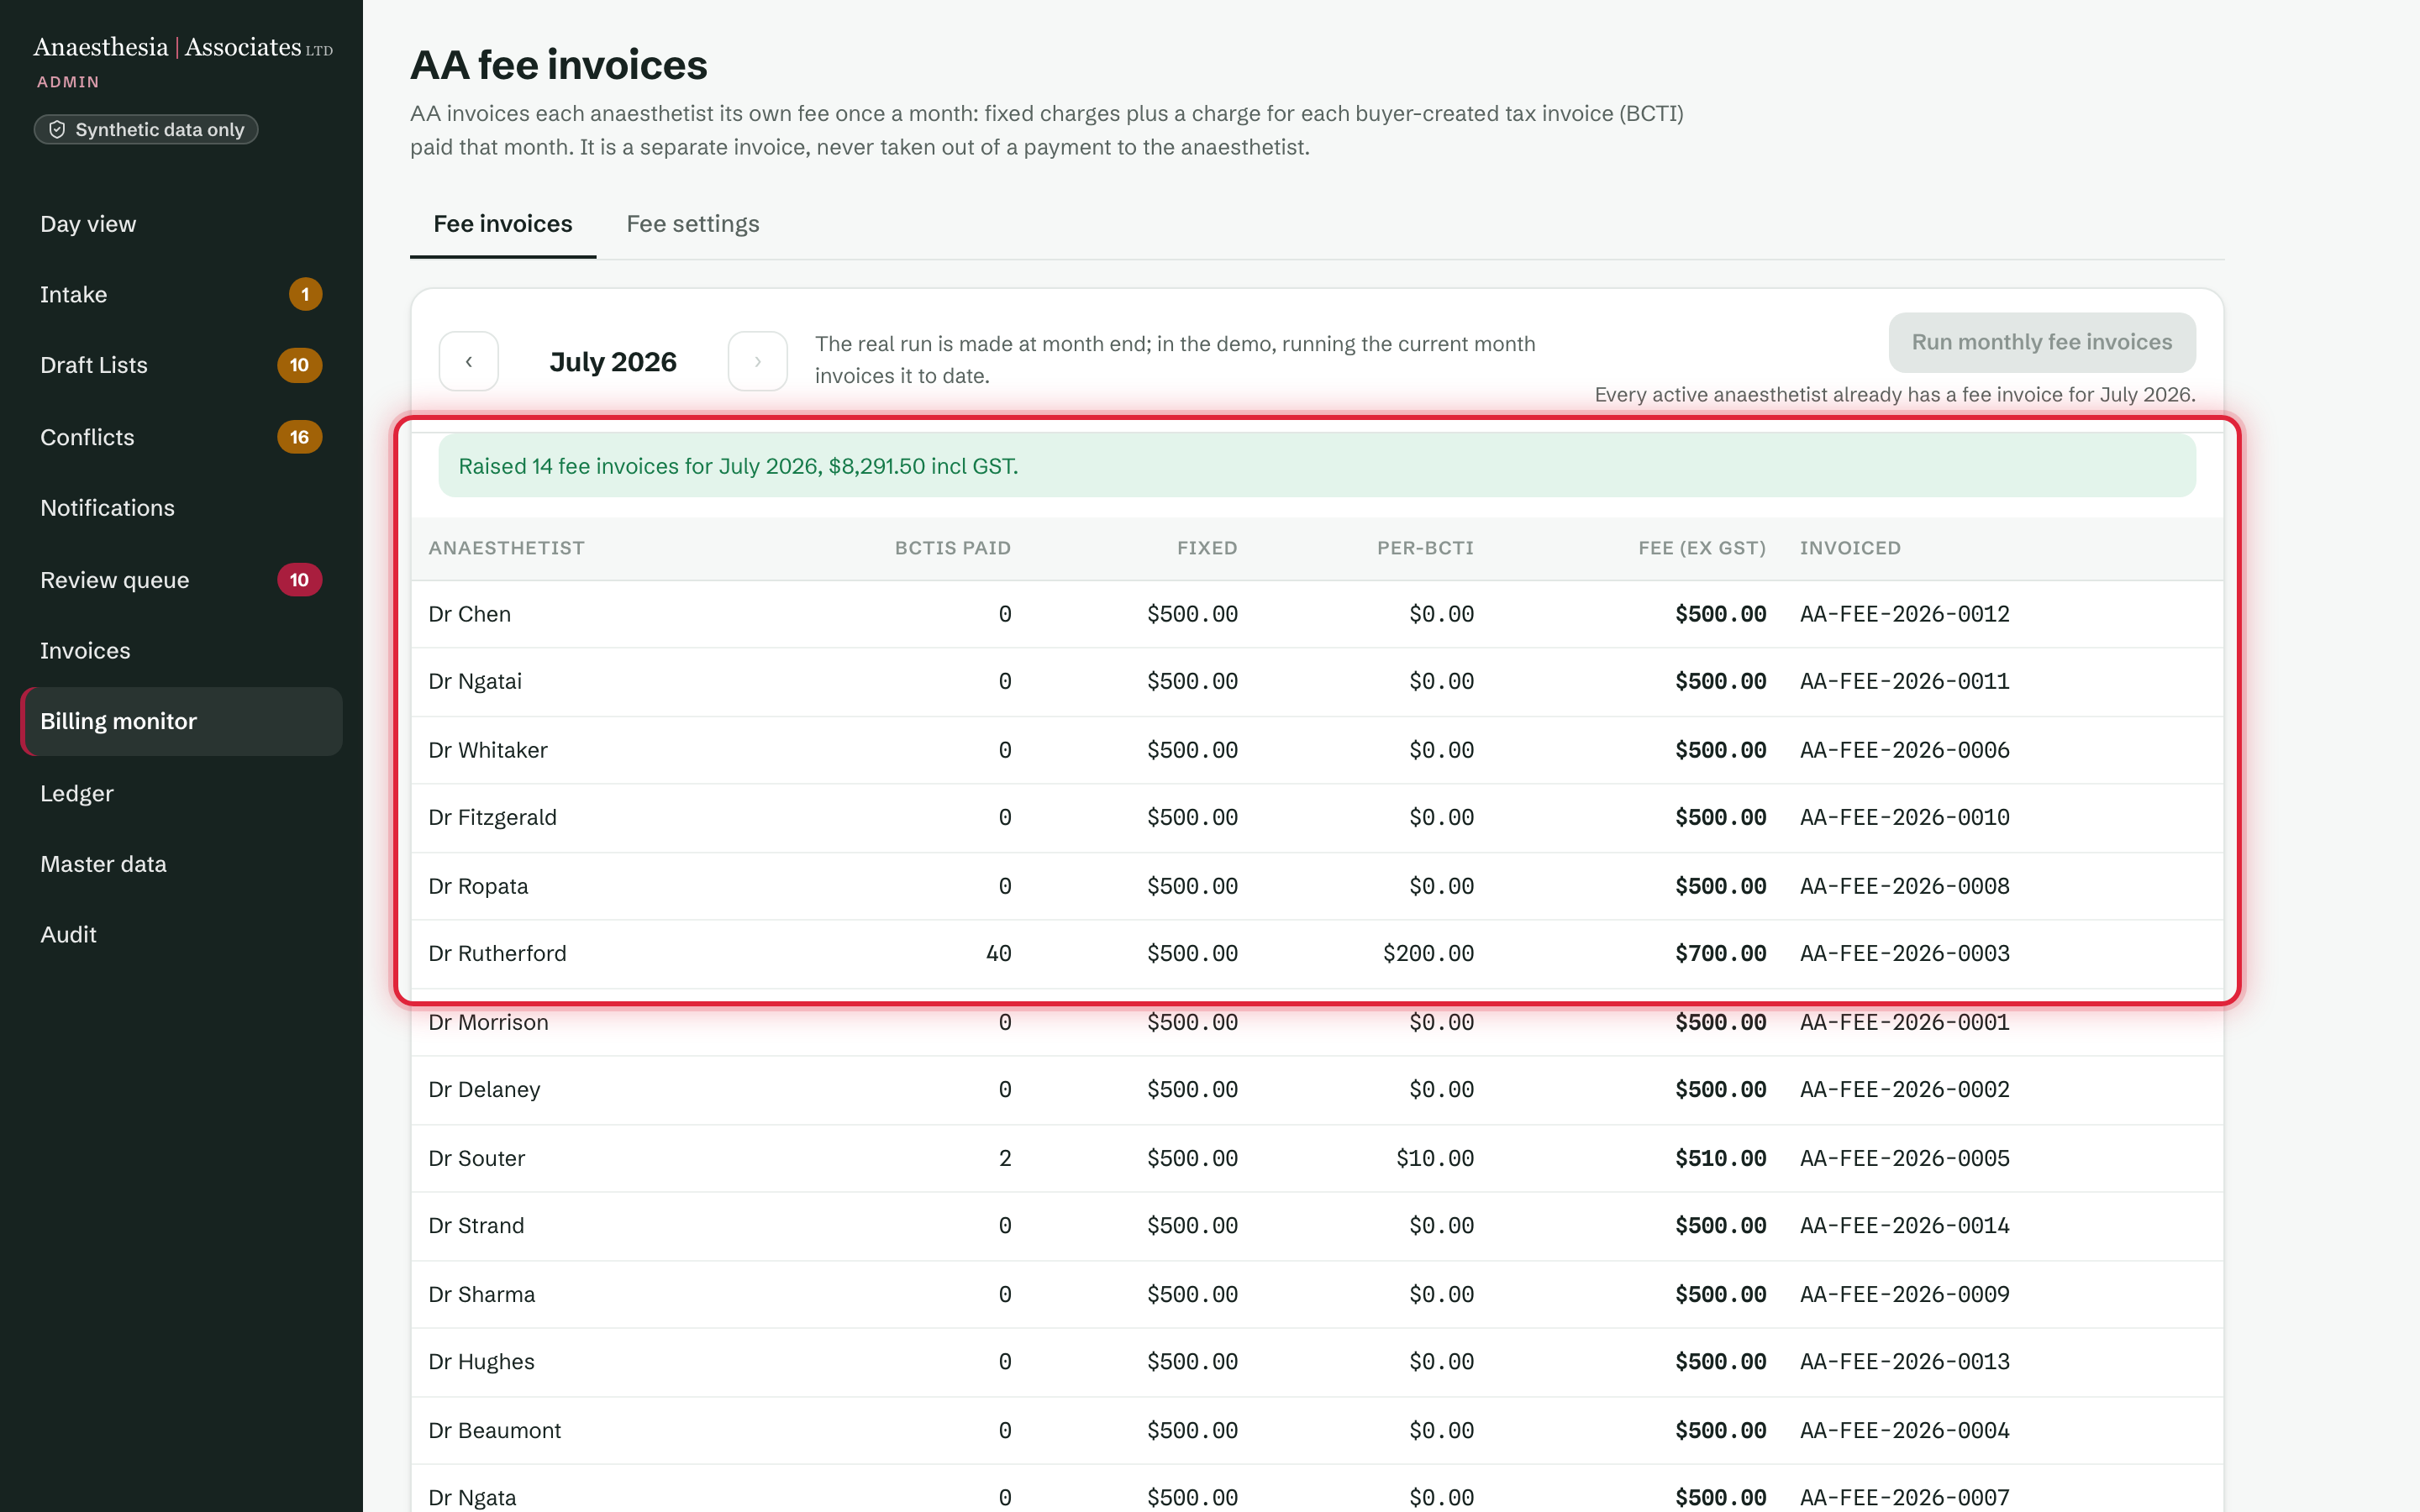 Anaesthesia | Associates LTD
ADMIN
Synthetic data only
Day view
Intake 1
Draft Lists 10
Conflicts 16
Notifications
Review queue 10
Invoices
Billing monitor
Ledger
Master data
Audit
AA fee invoices
AA invoices each anaesthetist its own fee once a month: fixed charges plus a charge for each buyer-created tax invoice (BCTI)
paid that month. It is a separate invoice, never taken out of a payment to the anaesthetist.
Fee invoices Fee settings
‹ July 2026 ›
The real run is made at month end; in the demo, running the current month
invoices it to date.
Run monthly fee invoices
Every active anaesthetist already has a fee invoice for July 2026.
Raised 14 fee invoices for July 2026, $8,291.50 incl GST.
ANAESTHETIST BCTIS PAID FIXED PER-BCTI FEE (EX GST) INVOICED
Dr Chen 0 $500.00 $0.00 $500.00 AA-FEE-2026-0012
Dr Ngatai 0 $500.00 $0.00 $500.00 AA-FEE-2026-0011
Dr Whitaker 0 $500.00 $0.00 $500.00 AA-FEE-2026-0006
Dr Fitzgerald 0 $500.00 $0.00 $500.00 AA-FEE-2026-0010
Dr Ropata 0 $500.00 $0.00 $500.00 AA-FEE-2026-0008
Dr Rutherford 40 $500.00 $200.00 $700.00 AA-FEE-2026-0003
Dr Morrison 0 $500.00 $0.00 $500.00 AA-FEE-2026-0001
Dr Delaney 0 $500.00 $0.00 $500.00 AA-FEE-2026-0002
Dr Souter 2 $500.00 $10.00 $510.00 AA-FEE-2026-0005
Dr Strand 0 $500.00 $0.00 $500.00 AA-FEE-2026-0014
Dr Sharma 0 $500.00 $0.00 $500.00 AA-FEE-2026-0009
Dr Hughes 0 $500.00 $0.00 $500.00 AA-FEE-2026-0013
Dr Beaumont 0 $500.00 $0.00 $500.00 AA-FEE-2026-0004
Dr Ngata 0 $500.00 $0.00 $500.00 AA-FEE-2026-0007